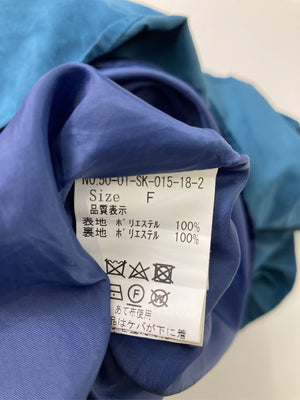 NO:50-01-SK-015-18-2
Size F
品質表示
表地 ポリエステル 100%
裏地 ポリエステル 100%
あて布使用
品はケバが下に着